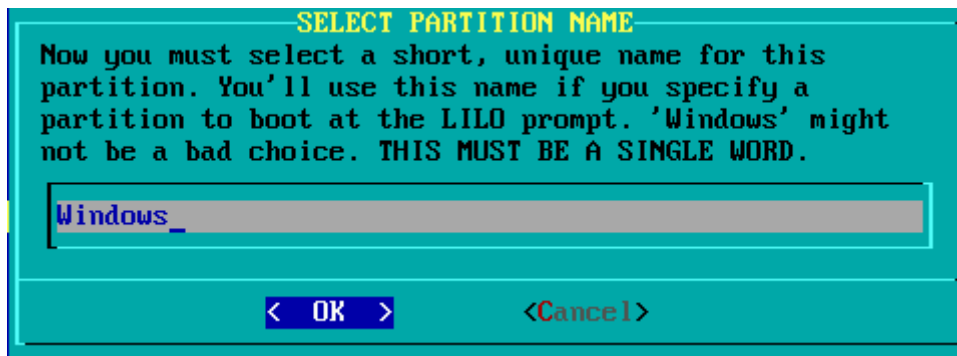 SELECT PARTITION NAME
Now you must select a short, unique name for this
partition. You'll use this name if you specify a
partition to boot at the LILO prompt. 'Windows' might
not be a bad choice. THIS MUST BE A SINGLE WORD.
Windows_
< OK > <Cancel>